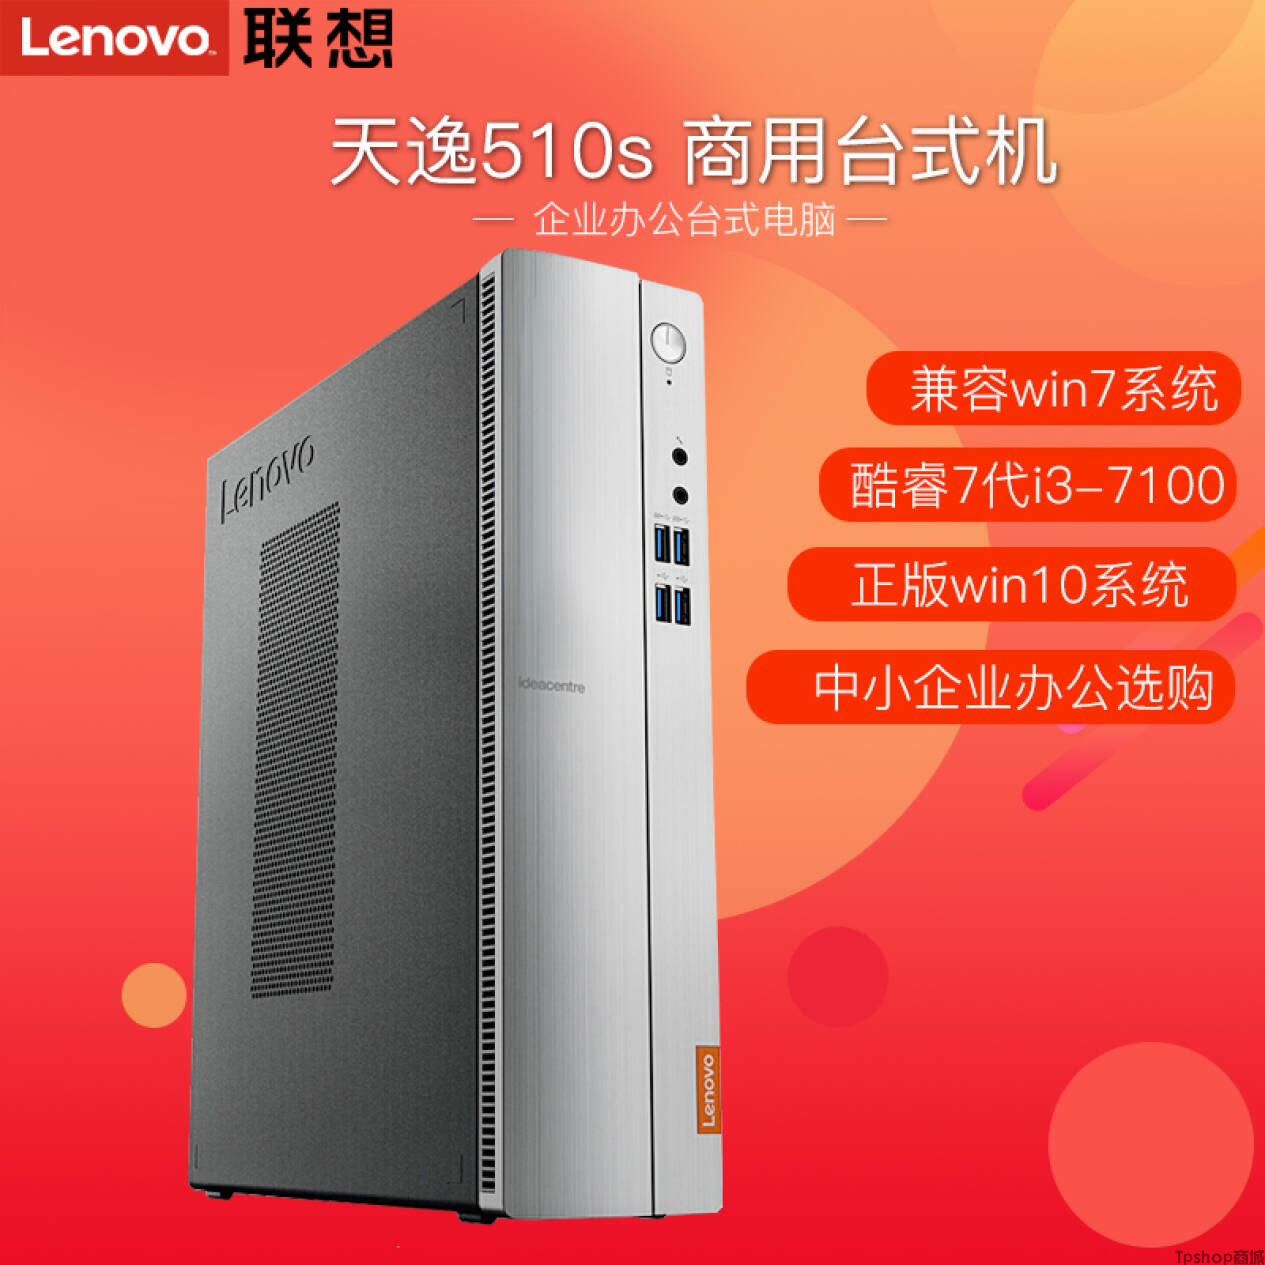 Lenovo 联想
天逸510s 商用台式机
企业办公台式电脑
兼容win7系统
酷睿7代i3-7100
正版win10系统
中小企业办公选购
Lenovo
ideacentre
Lenovo
Tpshop商城